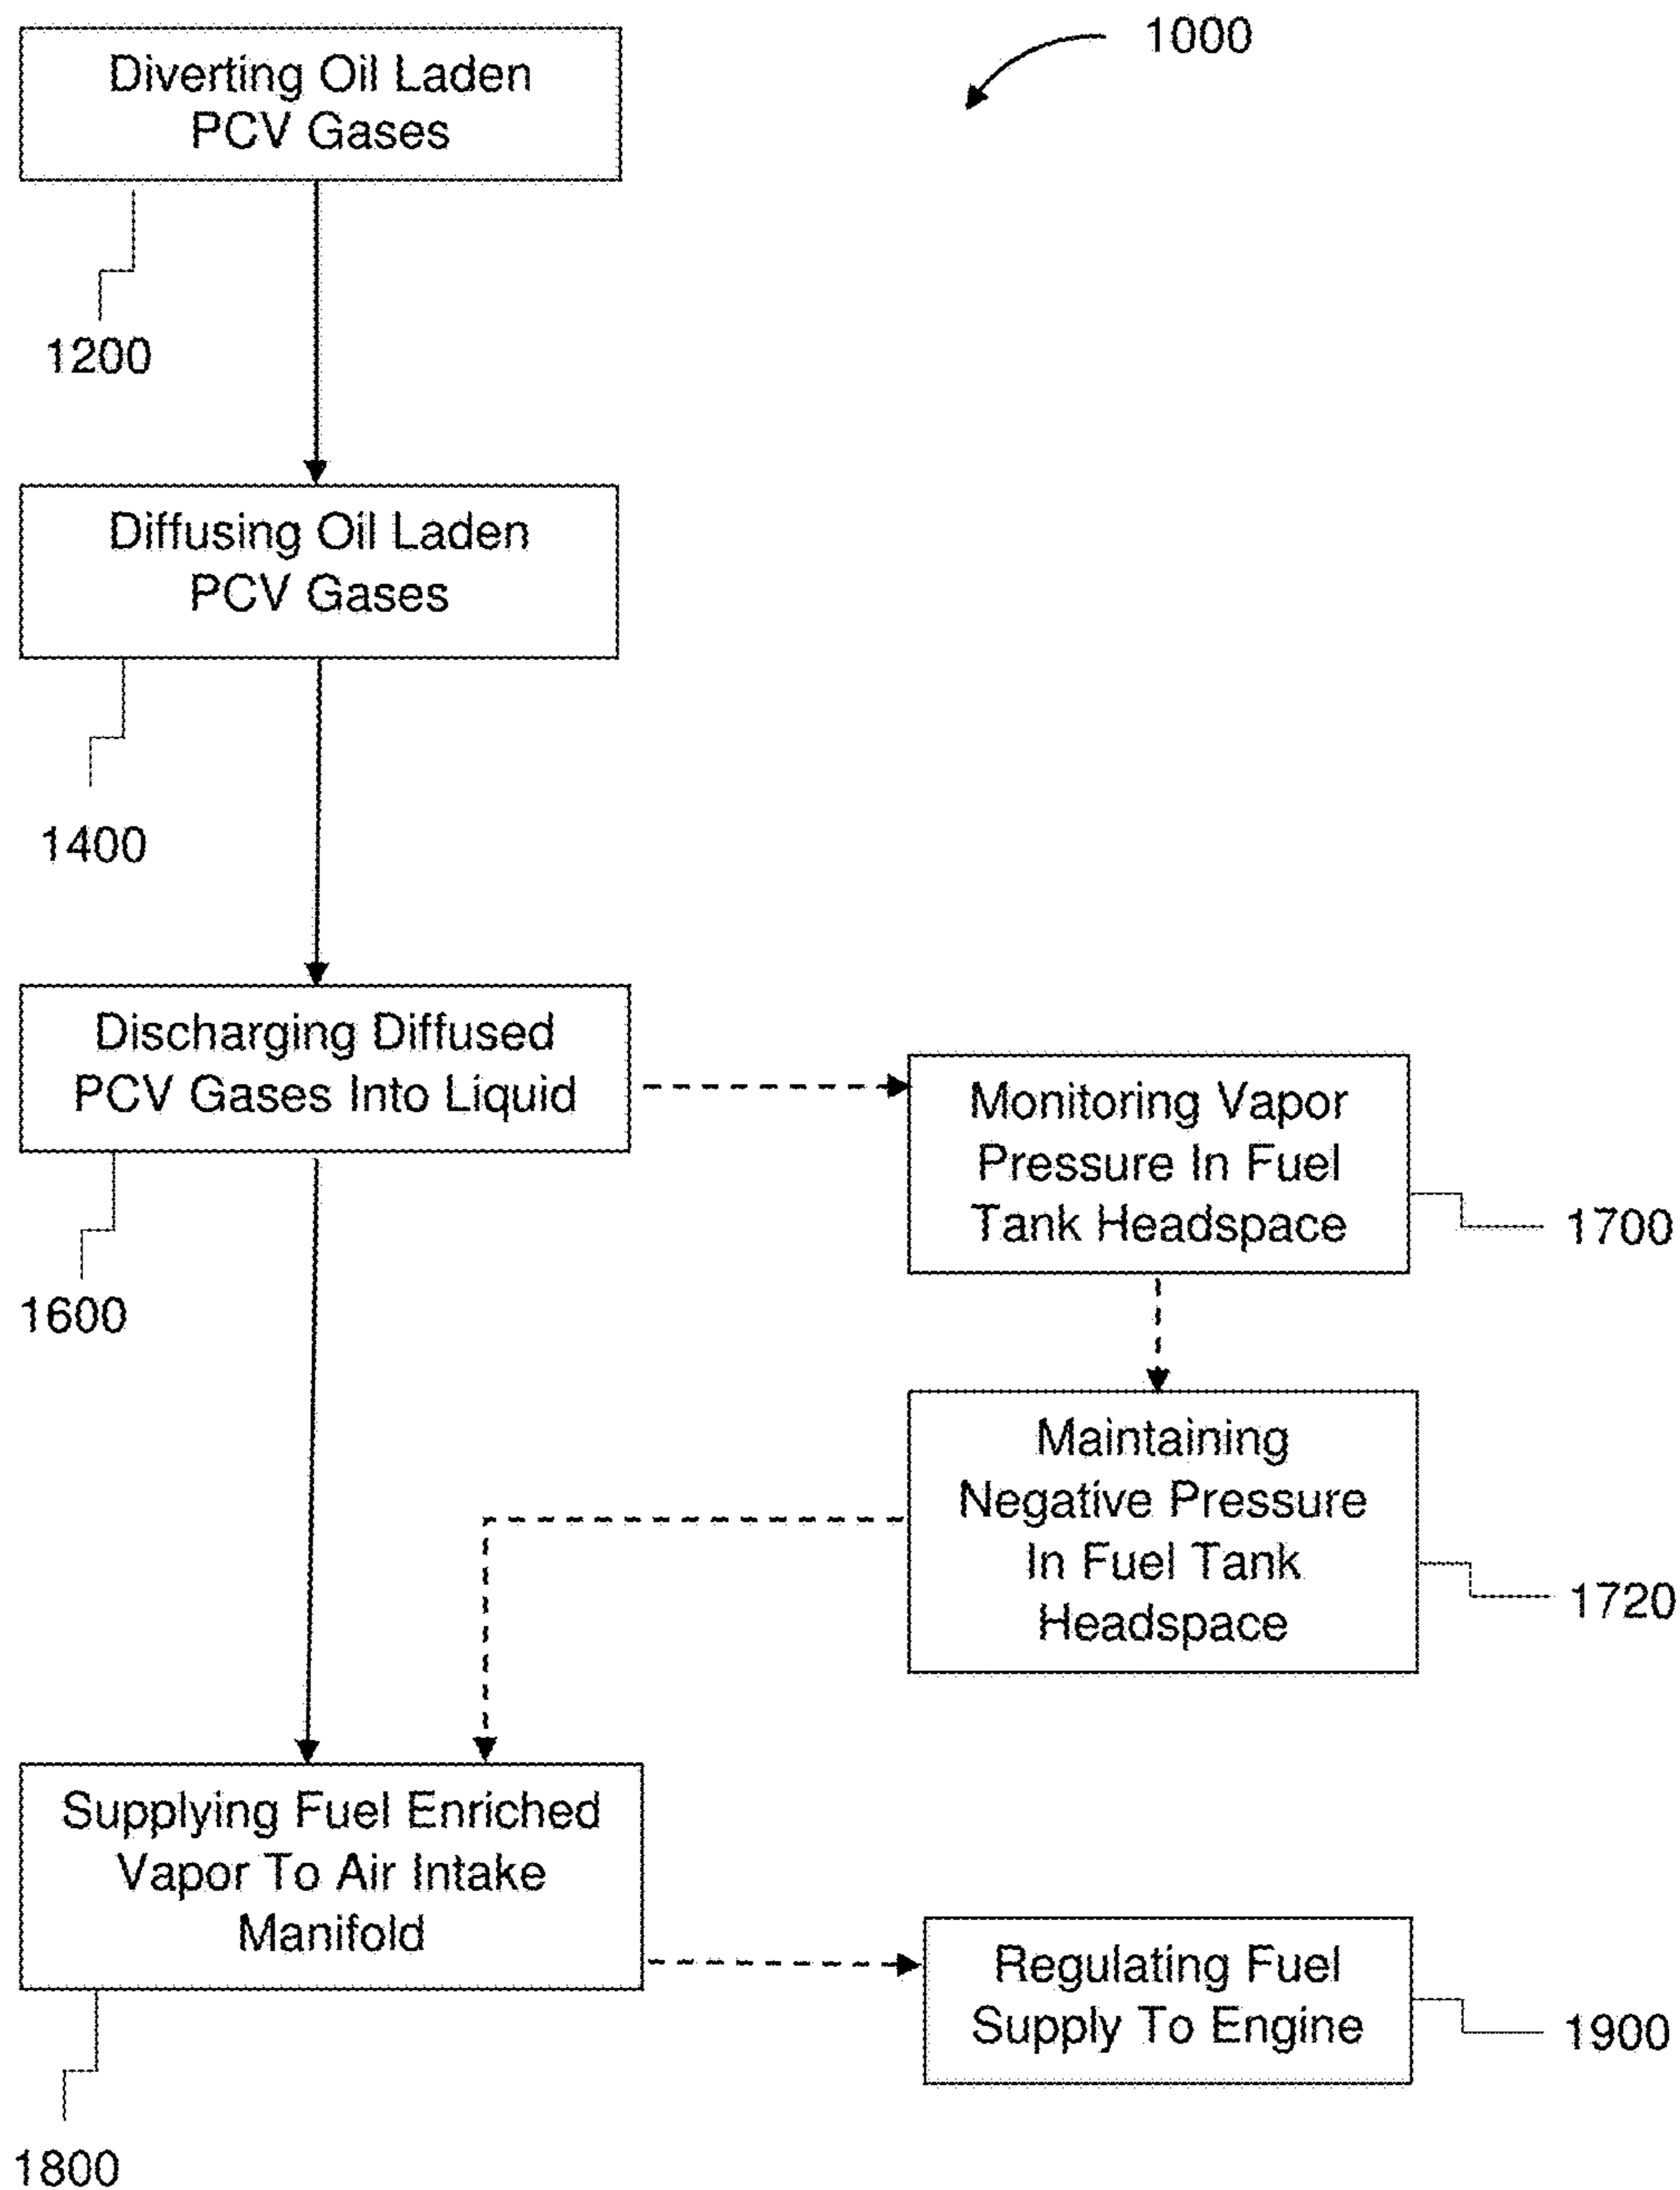 1000
Diverting Oil Laden
PCV Gases
1200
Diffusing Oil Laden
PCV Gases
1400
Discharging Diffused
PCV Gases Into Liquid
1600
Monitoring Vapor
Pressure In Fuel
Tank Headspace
1700
Maintaining
Negative Pressure
In Fuel Tank
Headspace
1720
Supplying Fuel Enriched
Vapor To Air Intake
Manifold
1800
Regulating Fuel
Supply To Engine
1900